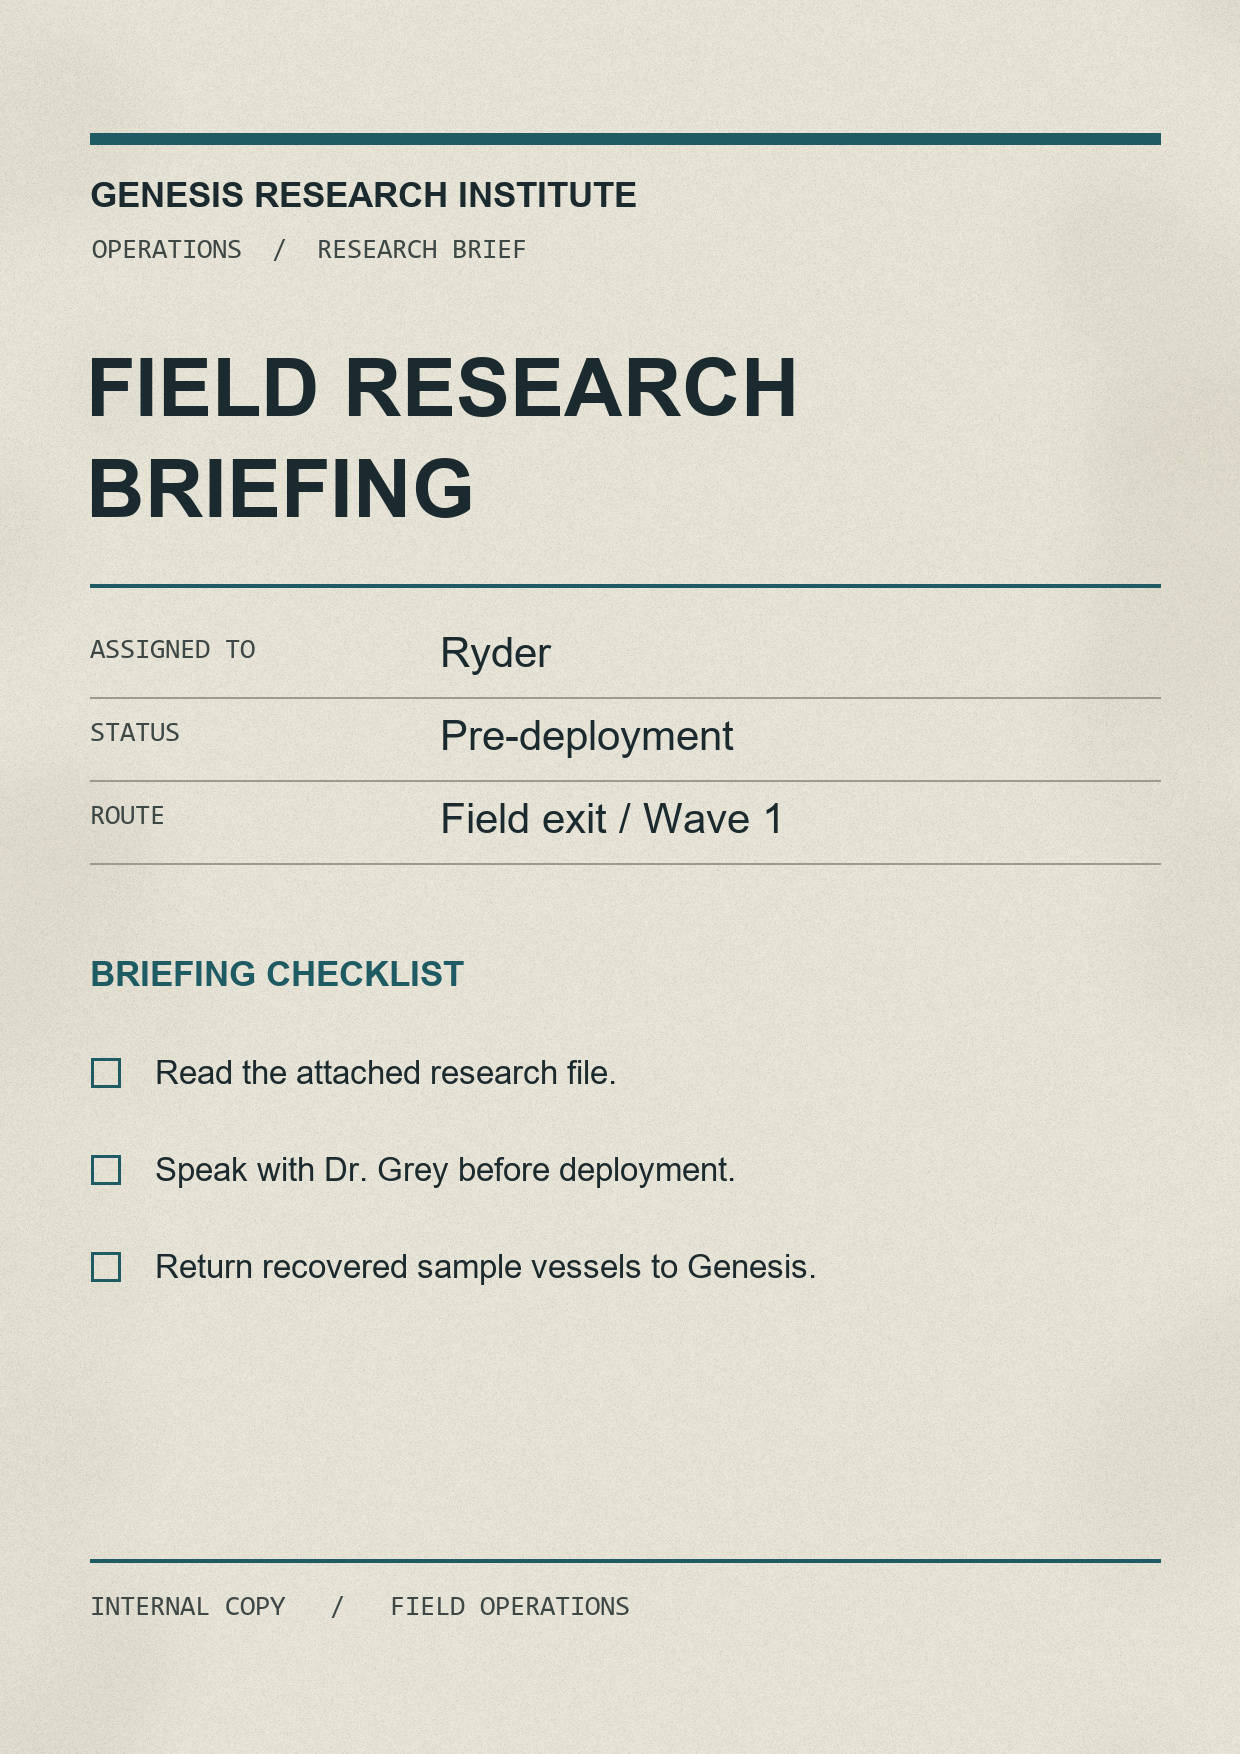 GENESIS RESEARCH INSTITUTE
OPERATIONS / RESEARCH BRIEF
FIELD RESEARCH
BRIEFING
ASSIGNED TO Ryder
STATUS Pre-deployment
ROUTE Field exit / Wave 1
BRIEFING CHECKLIST
Read the attached research file.
Speak with Dr. Grey before deployment.
Return recovered sample vessels to Genesis.
INTERNAL COPY / FIELD OPERATIONS